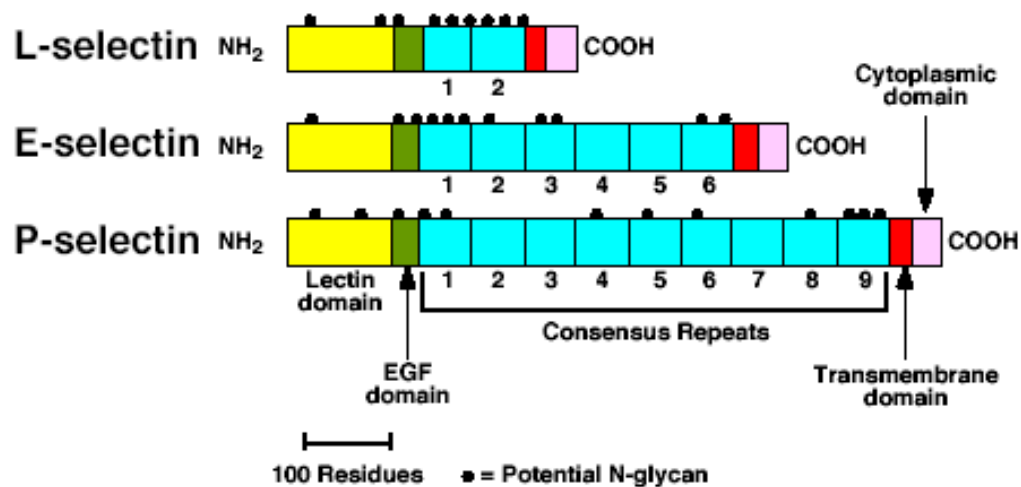 L-selectin NH2 COOH
1 2
Cytoplasmic
domain
E-selectin NH2 COOH
1 2 3 4 5 6
P-selectin NH2 COOH
Lectin
domain
1 2 3 4 5 6 7 8 9
Consensus Repeats
EGF
domain
Transmembrane
domain
100 Residues
= Potential N-glycan